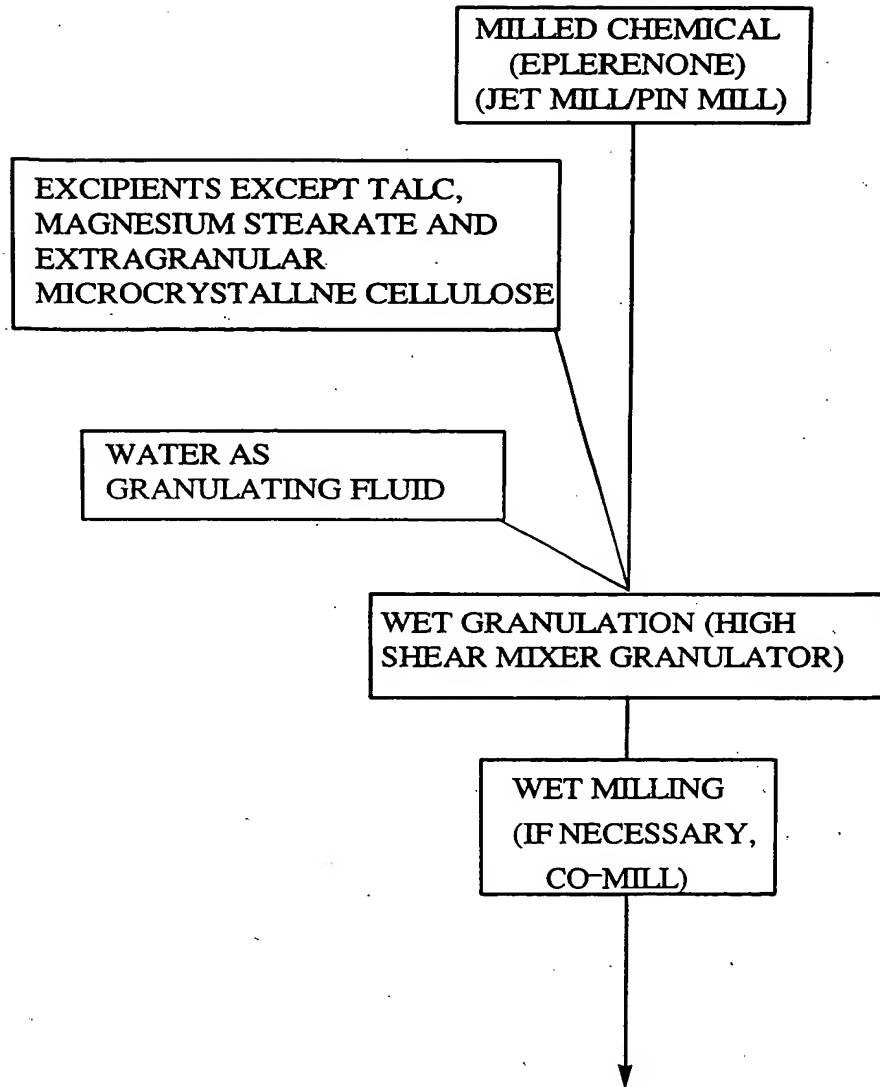 MILLED CHEMICAL
(EPLERENONE)
(JET MILL/PIN MILL)
EXCIPIENTS EXCEPT TALC,
MAGNESIUM STEARATE AND
EXTRAGRANULAR
MICROCRYSTALLNE CELLULOSE
WATER AS
GRANULATING FLUID
WET GRANULATION (HIGH
SHEAR MIXER GRANULATOR)
WET MILLING
(IF NECESSARY,
CO-MILL)